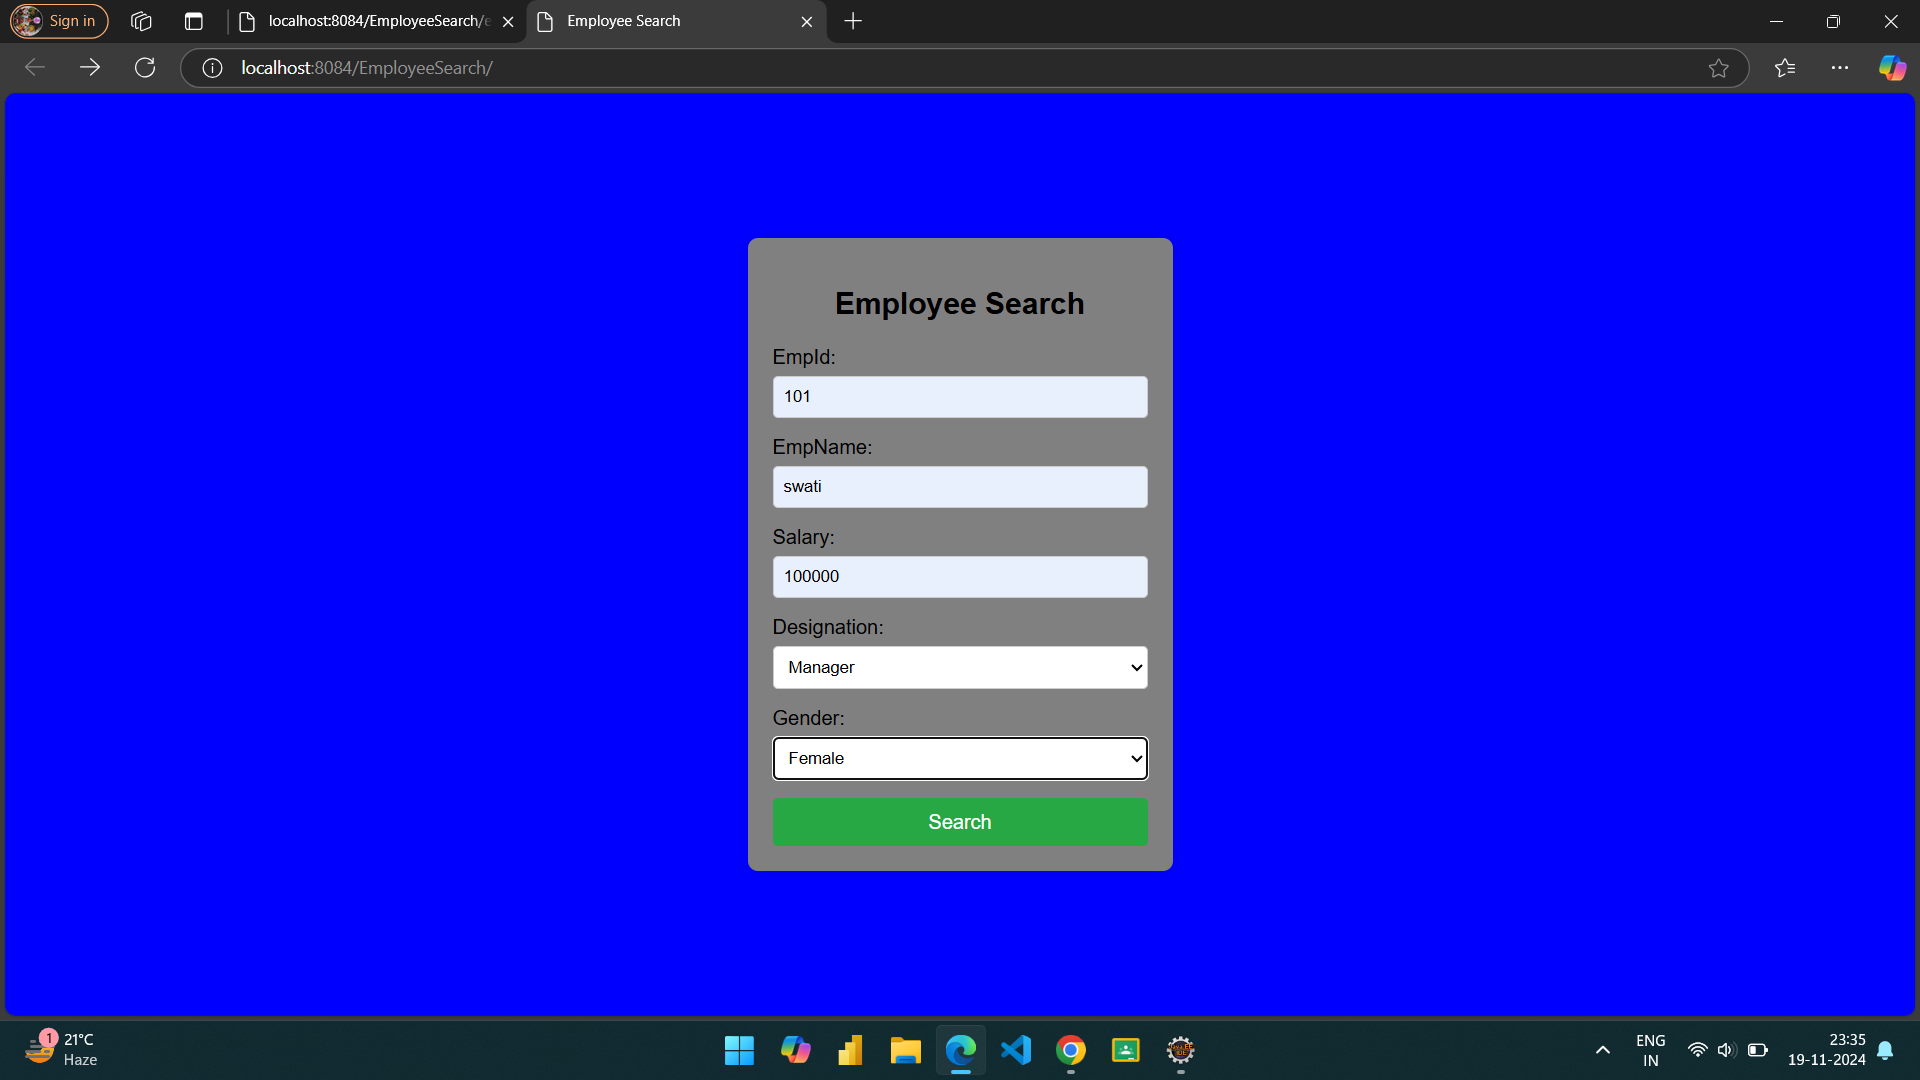 Sign in
localhost:8084/EmployeeSearch/e
Employee Search
localhost:8084/EmployeeSearch/
Employee Search
EmpId:
101
EmpName:
swati
Salary:
100000
Designation:
Manager
Gender:
Female
Search
1
21°C
Haze
ENG
IN
23:35
19-11-2024